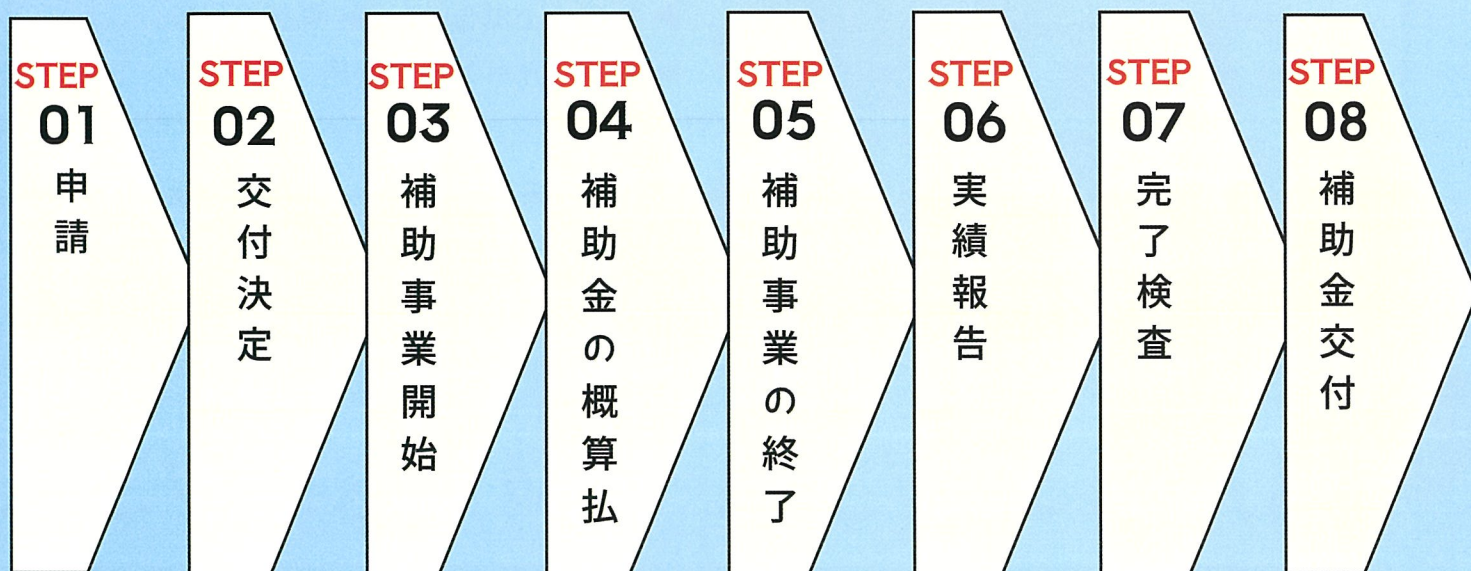 STEP
01
申請
STEP
02
交付決定
STEP
03
補助事業開始
STEP
04
補助金の概算払
STEP
05
補助事業の終了
STEP
06
実績報告
STEP
07
完了検査
STEP
08
補助金交付